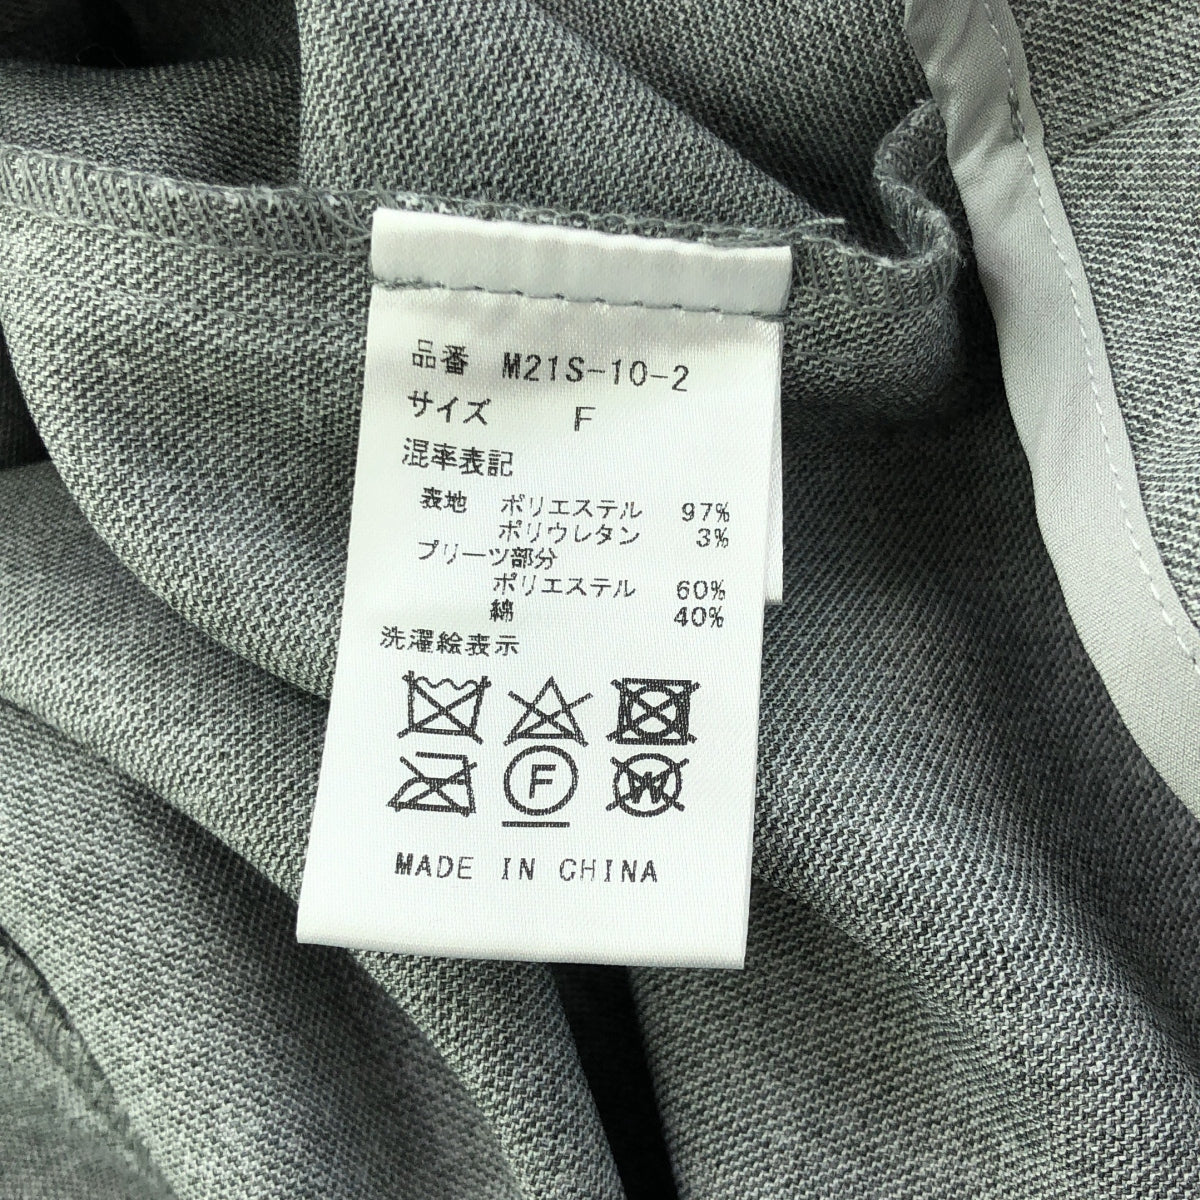 品番 M21S-10-2
サイズ F
混率表記
表地 ポリエステル 97%
ポリウレタン 3%
プリーツ部分
ポリエステル 60%
綿 40%
洗濯絵表示
F W
MADE IN CHINA